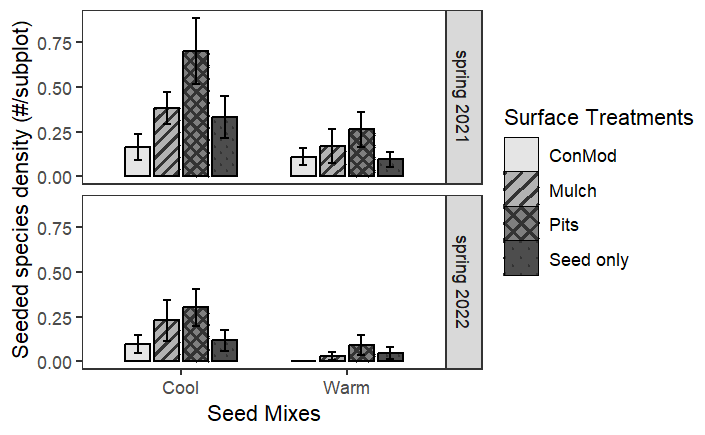 Seeded species density (#/subplot)
0.75
0.50
0.25
0.00
spring 2021
0.75
0.50
0.25
0.00
spring 2022
Cool Warm
Seed Mixes
Surface Treatments
ConMod
Mulch
Pits
Seed only